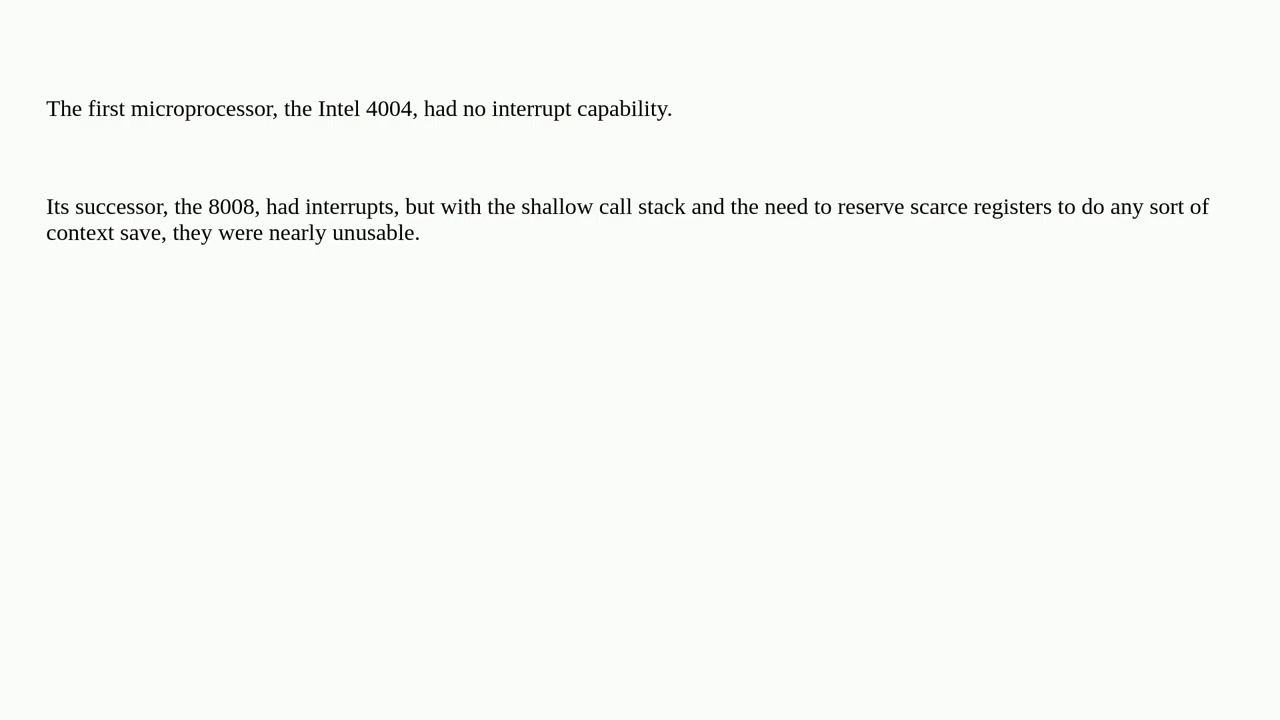 The first microprocessor, the Intel 4004, had no interrupt capability.
Its successor, the 8008, had interrupts, but with the shallow call stack and the need to reserve scarce registers to do any sort of
context save, they were nearly unusable.